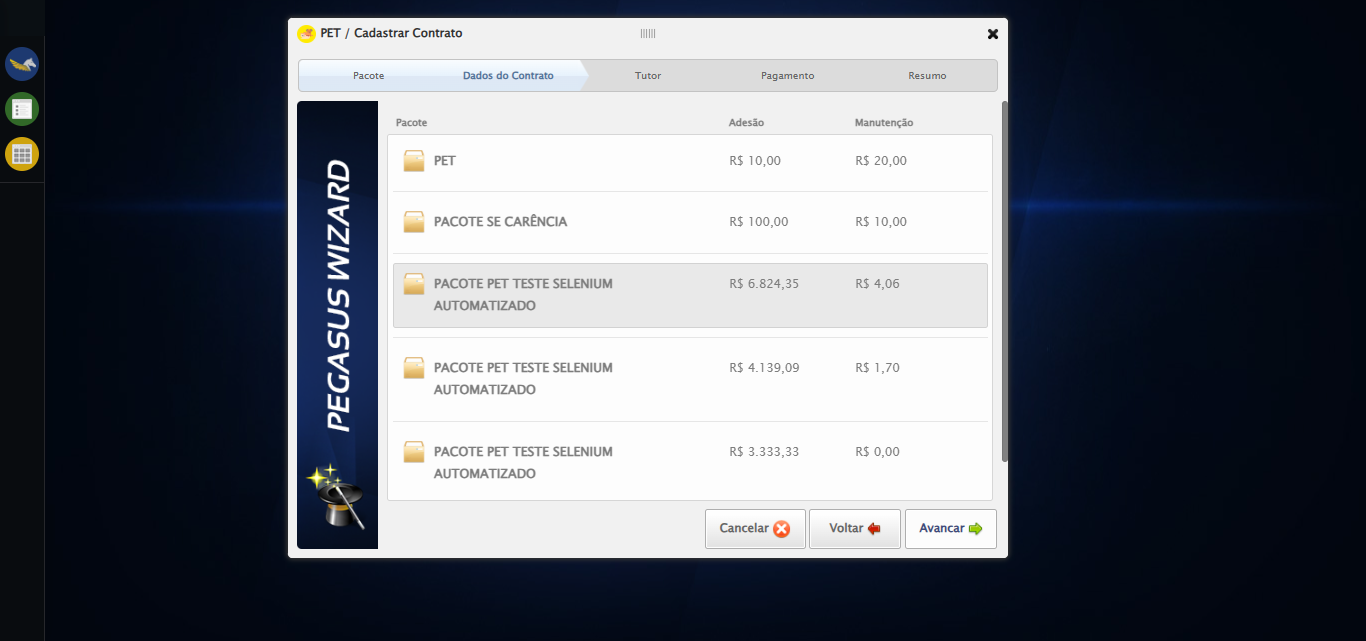 PET / Cadastrar Contrato
Pacote Dados do Contrato Tutor Pagamento Resumo
PEGASUS WIZARD
Pacote Adesão Manutenção
PET R$ 10,00 R$ 20,00
PACOTE SE CARÊNCIA R$ 100,00 R$ 10,00
PACOTE PET TESTE SELENIUM R$ 6.824,35 R$ 4,06
AUTOMATIZADO
PACOTE PET TESTE SELENIUM R$ 4.139,09 R$ 1,70
AUTOMATIZADO
PACOTE PET TESTE SELENIUM R$ 3.333,33 R$ 0,00
AUTOMATIZADO
Cancelar Voltar Avancar